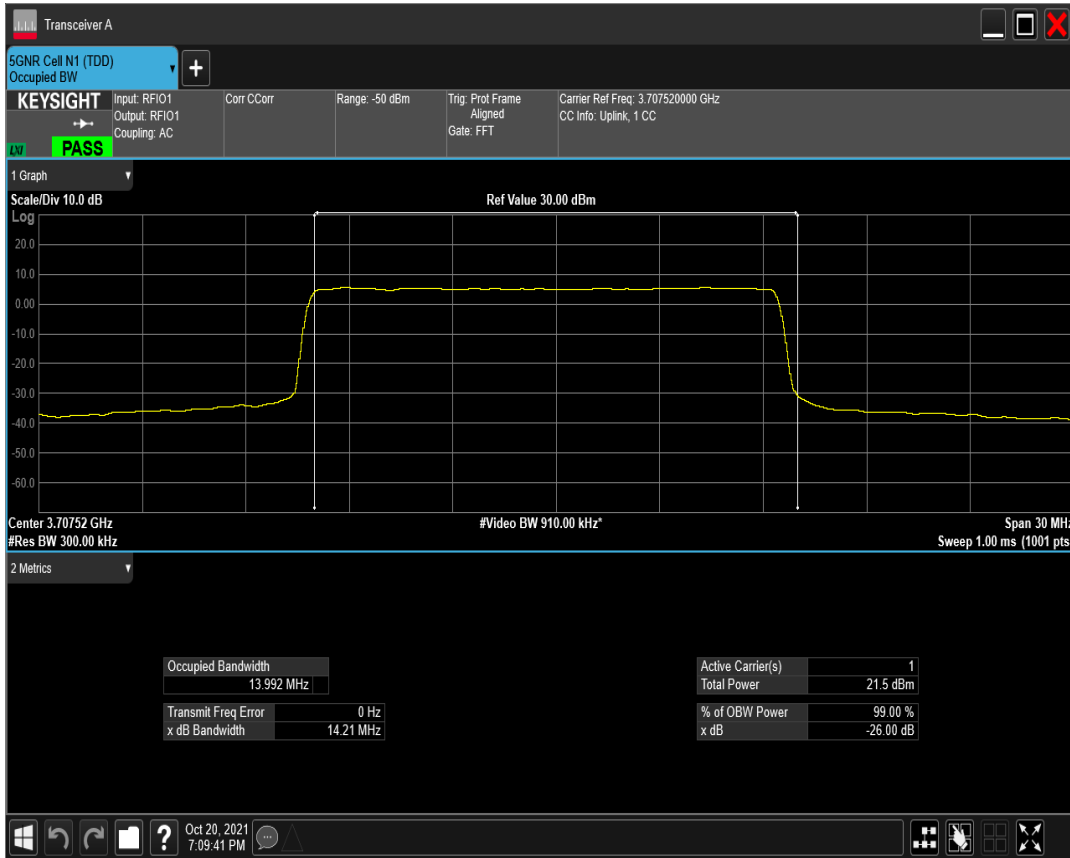 Transceiver A
5GNR Cell N1 (TDD)
Occupied BW
+
KEYSIGHT
LXI
PASS
Input: RFIO1
Output: RFIO1
Coupling: AC
Corr CCorr
Range: -50 dBm
Trig: Prot Frame
Aligned
Gate: FFT
Carrier Ref Freq: 3.707520000 GHz
CC Info: Uplink, 1 CC
1 Graph
Scale/Div 10.0 dB
Ref Value 30.00 dBm
Log
20.0
10.0
0.00
-10.0
-20.0
-30.0
-40.0
-50.0
-60.0
Center 3.70752 GHz
#Video BW 910.00 kHz*
Span 30 MHz
#Res BW 300.00 kHz
Sweep 1.00 ms (1001 pts
2 Metrics
Occupied Bandwidth
13.992 MHz
Transmit Freq Error 0 Hz
x dB Bandwidth 14.21 MHz
Active Carrier(s) 1
Total Power 21.5 dBm
% of OBW Power 99.00 %
x dB -26.00 dB
?
Oct 20, 2021
7:09:41 PM